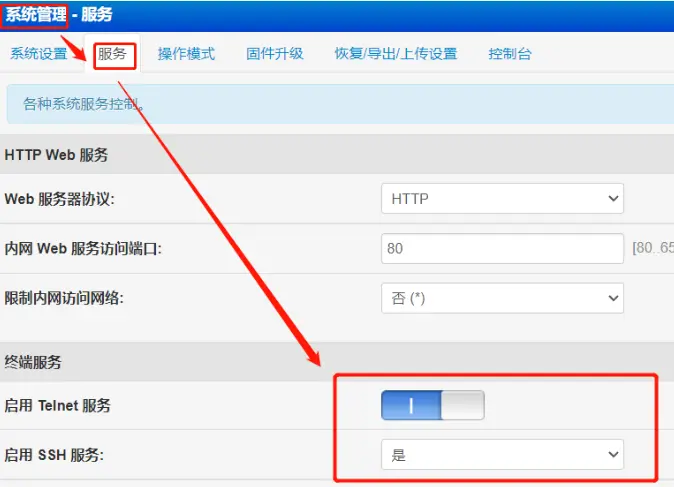 系统管理 - 服务
系统设置 服务 操作模式 固件升级 恢复/导出/上传设置 控制台
各种系统服务控制。
HTTP Web 服务
Web 服务器协议: HTTP
内网 Web 服务访问端口: 80 [80..65
限制内网访问网络: 否 (*)
终端服务
启用 Telnet 服务
启用 SSH 服务: 是